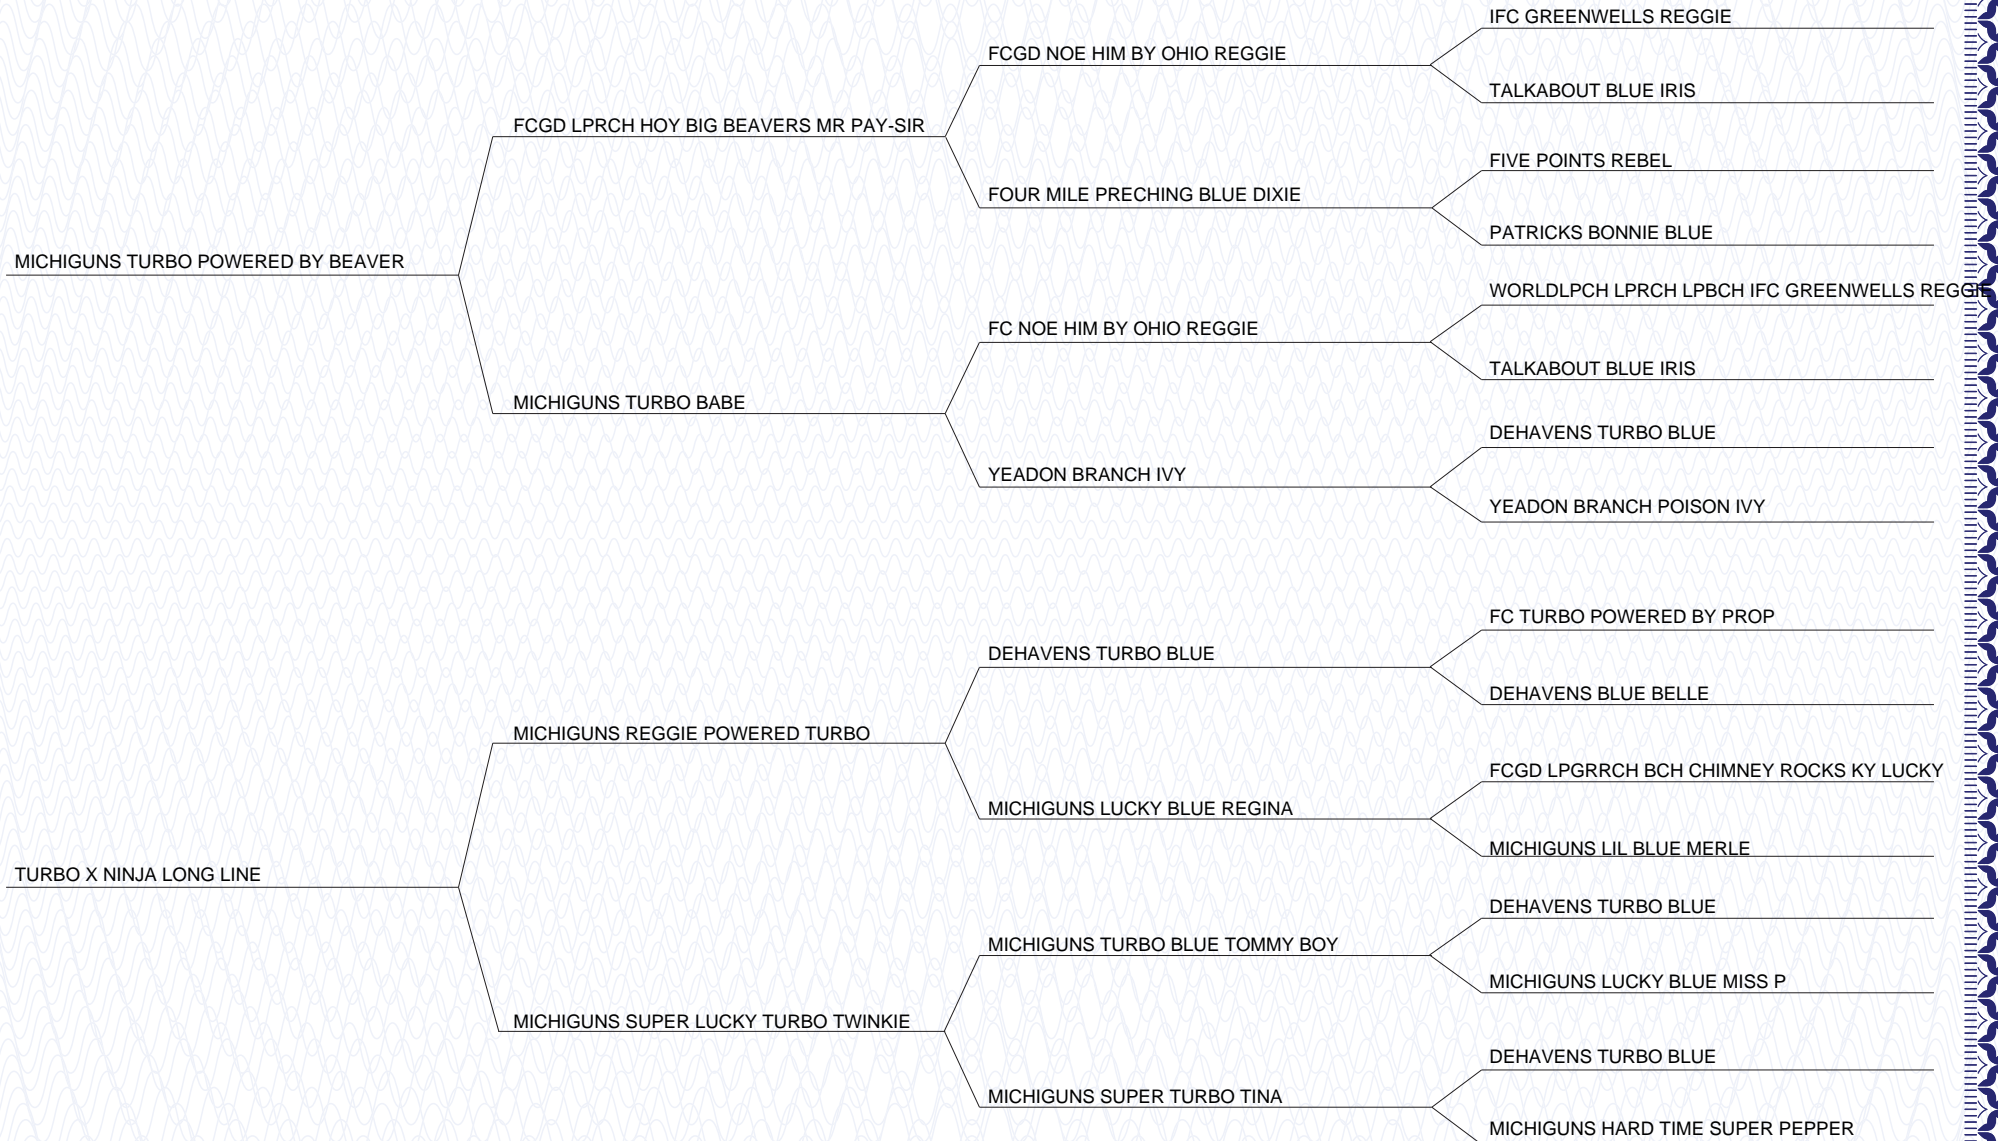 IFC GREENWELLS REGGIE
FCGD NOE HIM BY OHIO REGGIE
TALKABOUT BLUE IRIS
FCGD LPRCH HOY BIG BEAVERS MR PAY-SIR
FIVE POINTS REBEL
FOUR MILE PRECHING BLUE DIXIE
PATRICKS BONNIE BLUE
MICHIGUNS TURBO POWERED BY BEAVER
WORLDLPCH LPRCH LPBCH IFC GREENWELLS REGGIE
FC NOE HIM BY OHIO REGGIE
TALKABOUT BLUE IRIS
MICHIGUNS TURBO BABE
DEHAVENS TURBO BLUE
YEADON BRANCH IVY
YEADON BRANCH POISON IVY
FC TURBO POWERED BY PROP
DEHAVENS TURBO BLUE
DEHAVENS BLUE BELLE
MICHIGUNS REGGIE POWERED TURBO
FCGD LPGRRCH BCH CHIMNEY ROCKS KY LUCKY
MICHIGUNS LUCKY BLUE REGINA
MICHIGUNS LIL BLUE MERLE
TURBO X NINJA LONG LINE
DEHAVENS TURBO BLUE
MICHIGUNS TURBO BLUE TOMMY BOY
MICHIGUNS LUCKY BLUE MISS P
MICHIGUNS SUPER LUCKY TURBO TWINKIE
DEHAVENS TURBO BLUE
MICHIGUNS SUPER TURBO TINA
MICHIGUNS HARD TIME SUPER PEPPER